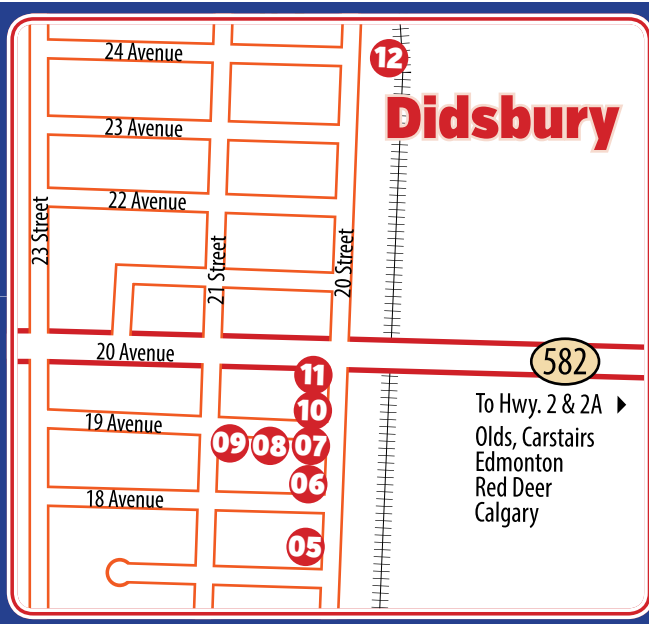 24 Avenue
12
Didsbury
23 Avenue
22 Avenue
23 Street
21 Street
20 Street
20 Avenue
582
11
To Hwy. 2 & 2A
10
19 Avenue
Olds, Carstairs
09 08 07
Edmonton
06
Red Deer
18 Avenue
Calgary
05